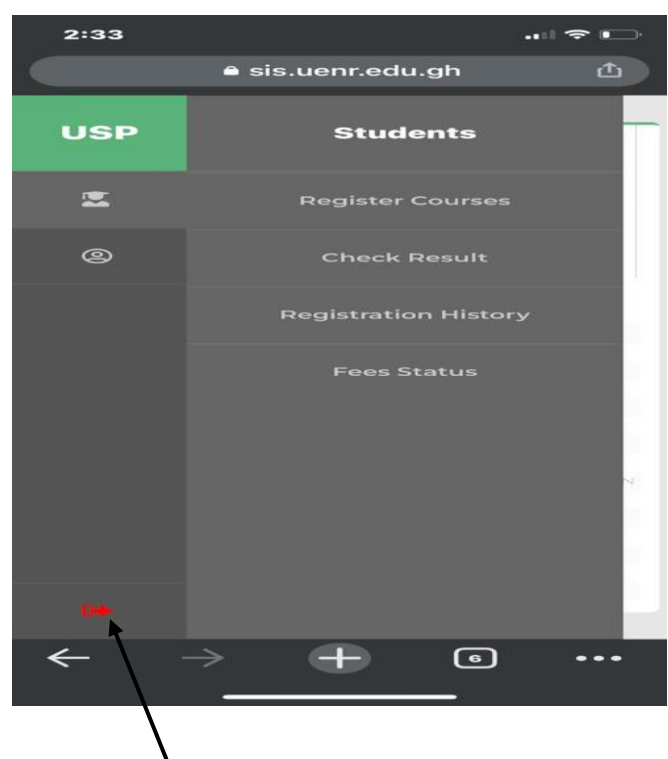 2:33
sis.uenr.edu.gh
USP
Students
Register Courses
Check Result
Registration History
Fees Status
N
6